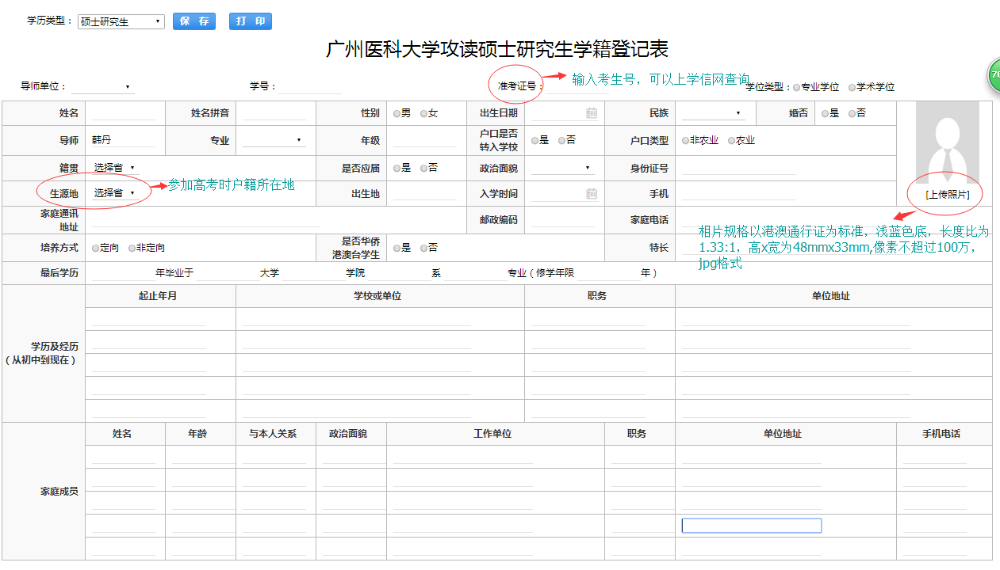 学历类型： 硕士研究生 保 存 打 印
广州医科大学攻读硕士研究生学籍登记表
导师单位： 学号： 准考证号： 输入考生号，可以上学信网查询 学位类型： 专业学位 学术学位
姓名 姓名拼音 性别 男 女 出生日期 民族 婚否 是 否
导师 韩丹 专业 年级 户口是否
转入学校 是 否 户口类型 非农业 农业
籍贯 选择省 是否应届 是 否 政治面貌 身份证号
生源地 选择省 参加高考时户籍所在地 出生地 入学时间 手机
[上传照片]
家庭通讯
地址 邮政编码 家庭电话
相片规格以港澳通行证为标准，浅蓝色底，长度比为
1.33:1，高x宽为48mmx33mm,像素不超过100万，
jpg格式
培养方式 定向 非定向 是否华侨
港澳台学生 是 否 特长
最后学历 年毕业于 大学 学院 系 专业（修学年限 年）
起止年月 学校或单位 职务 单位地址
学历及经历
（从初中到现在）
姓名 年龄 与本人关系 政治面貌 工作单位 职务 单位地址 手机电话
家庭成员